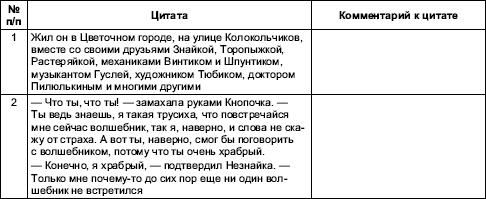 №
п/п
Цитата
Комментарий к цитате
1
Жил он в Цветочном городе, на улице Колокольчиков,
вместе со своими друзьями Знайкой, Торопыжкой,
Растеряйкой, механиками Винтиком и Шпунтиком,
музыкантом Гуслей, художником Тюбиком, доктором
Пилюлькиным и многими другими
2
— Что ты, что ты! — замахала руками Кнопочка. —
Ты ведь знаешь, я такая трусиха, что повстречайся
мне сейчас волшебник, так я, наверно, и слова не ска-
жу от страха. А вот ты, наверно, смог бы поговорить
с волшебником, потому что ты очень храбрый.
— Конечно, я храбрый, — подтвердил Незнайка. —
Только мне почему-то до сих пор еще ни один вол-
шебник не встретился